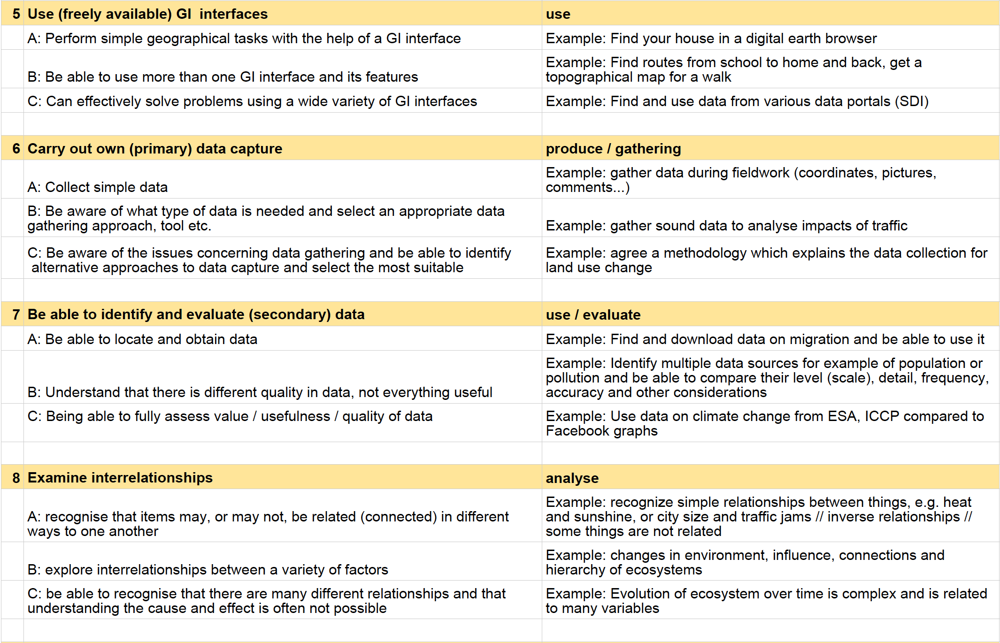 5 Use (freely available) GI  interfaces use
A: Perform simple geographical tasks with the help of a GI interface Example: Find your house in a digital earth browser
B: Be able to use more than one GI interface and its features
Example: Find routes from school to home and back, get a
topographical map for a walk
C: Can effectively solve problems using a wide variety of GI interfaces Example: Find and use data from various data portals (SDI)
6 Carry out own (primary) data capture produce / gathering
A: Collect simple data
Example: gather data during fieldwork (coordinates, pictures,
comments...)
B: Be aware of what type of data is needed and select an appropriate data
gathering approach, tool etc.
Example: gather sound data to analyse impacts of traffic
C: Be aware of the issues concerning data gathering and be able to identify
alternative approaches to data capture and select the most suitable
Example: agree a methodology which explains the data collection for
land use change
7 Be able to identify and evaluate (secondary) data use / evaluate
A: Be able to locate and obtain data Example: Find and download data on migration and be able to use it
B: Understand that there is different quality in data, not everything useful
Example: Identify multiple data sources for example of population or
pollution and be able to compare their level (scale), detail, frequency,
accuracy and other considerations
C: Being able to fully assess value / usefulness / quality of data
Example: Use data on climate change from ESA, ICCP compared to
Facebook graphs
8 Examine interrelationships analyse
A: recognise that items may, or may not, be related (connected) in different
ways to one another
Example: recognize simple relationships between things, e.g. heat
and sunshine, or city size and traffic jams // inverse relationships //
some things are not related
B: explore interrelationships between a variety of factors
Example: changes in environment, influence, connections and
hierarchy of ecosystems
C: be able to recognise that there are many different relationships and that
understanding the cause and effect is often not possible
Example: Evolution of ecosystem over time is complex and is related
to many variables